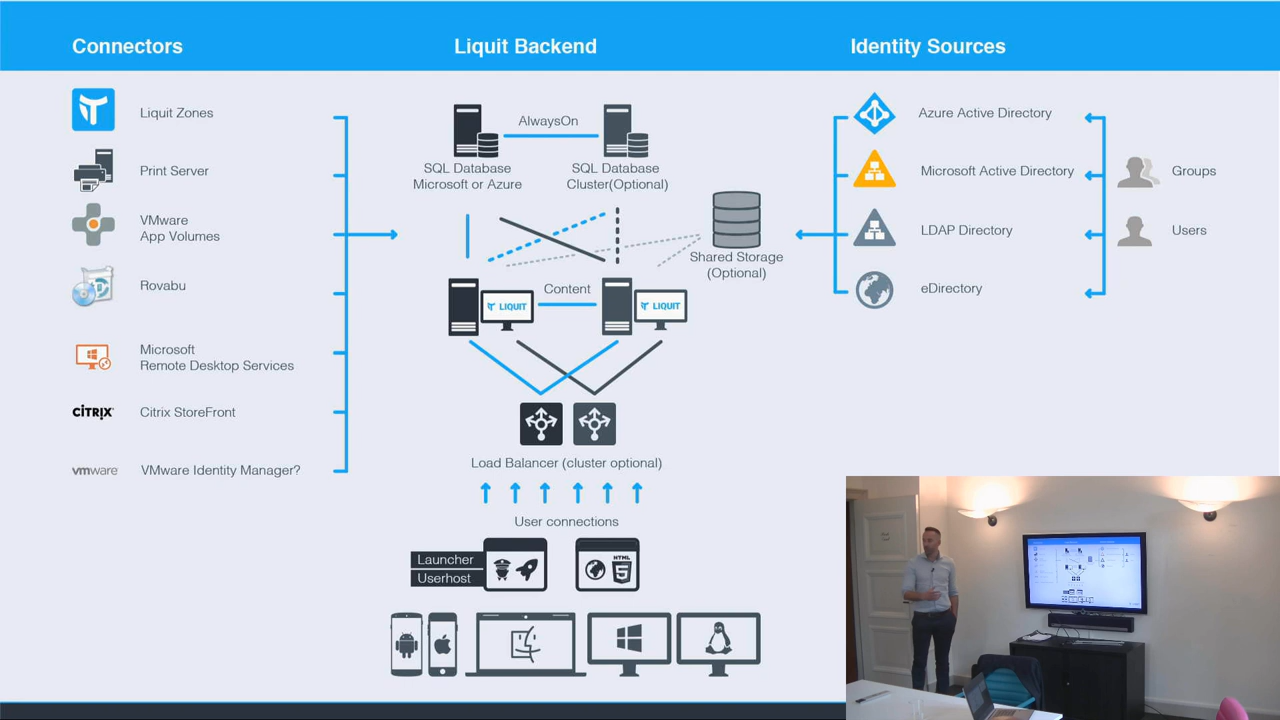 Connectors
Liquit Backend
Identity Sources
Liquit Zones
Print Server
VMware
App Volumes
Rovabu
Microsoft
Remote Desktop Services
CİTRIX
Citrix StoreFront
vmware
VMware Identity Manager?
AlwaysOn
SQL Database
Microsoft or Azure
SQL Database
Cluster(Optional)
Shared Storage
(Optional)
Content
LIQUIT
LIQUIT
Load Balancer (cluster optional)
User connections
Launcher
Userhost
HTML
5
Azure Active Directory
Microsoft Active Directory
LDAP Directory
eDirectory
Groups
Users